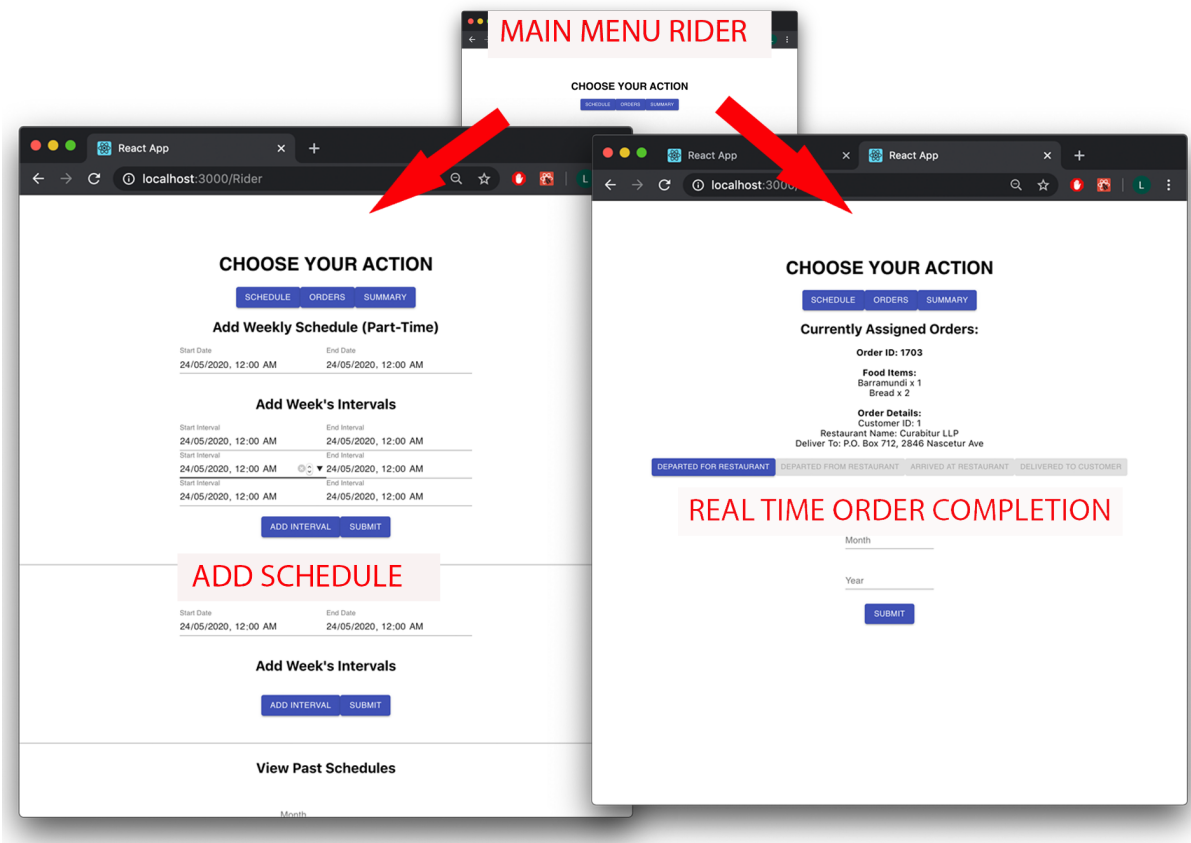 MAIN MENU RIDER
CHOOSE YOUR ACTION
SCHEDULE ORDERS SUMMARY
React App
localhost:3000/Rider
L
CHOOSE YOUR ACTION
SCHEDULE ORDERS SUMMARY
Add Weekly Schedule (Part-Time)
Start Date End Date
24/05/2020, 12:00 AM 24/05/2020, 12:00 AM
Add Week's Intervals
Start Interval End Interval
24/05/2020, 12:00 AM 24/05/2020, 12:00 AM
Start Interval End Interval
24/05/2020, 12:00 AM 24/05/2020, 12:00 AM
Start Interval End Interval
24/05/2020, 12:00 AM 24/05/2020, 12:00 AM
ADD INTERVAL SUBMIT
ADD SCHEDULE
Start Date End Date
24/05/2020, 12:00 AM 24/05/2020, 12:00 AM
Add Week's Intervals
ADD INTERVAL SUBMIT
View Past Schedules
Month
React App React App
localhost:3000/
L
CHOOSE YOUR ACTION
SCHEDULE ORDERS SUMMARY
Currently Assigned Orders:
Order ID: 1703
Food Items:
Barramundi x 1
Bread x 2
Order Details:
Customer ID: 1
Restaurant Name: Curabitur LLP
Deliver To: P.O. Box 712, 2846 Nascetur Ave
DEPARTED FOR RESTAURANT DEPARTED FROM RESTAURANT ARRIVED AT RESTAURANT DELIVERED TO CUSTOMER
REAL TIME ORDER COMPLETION
Month
Year
SUBMIT